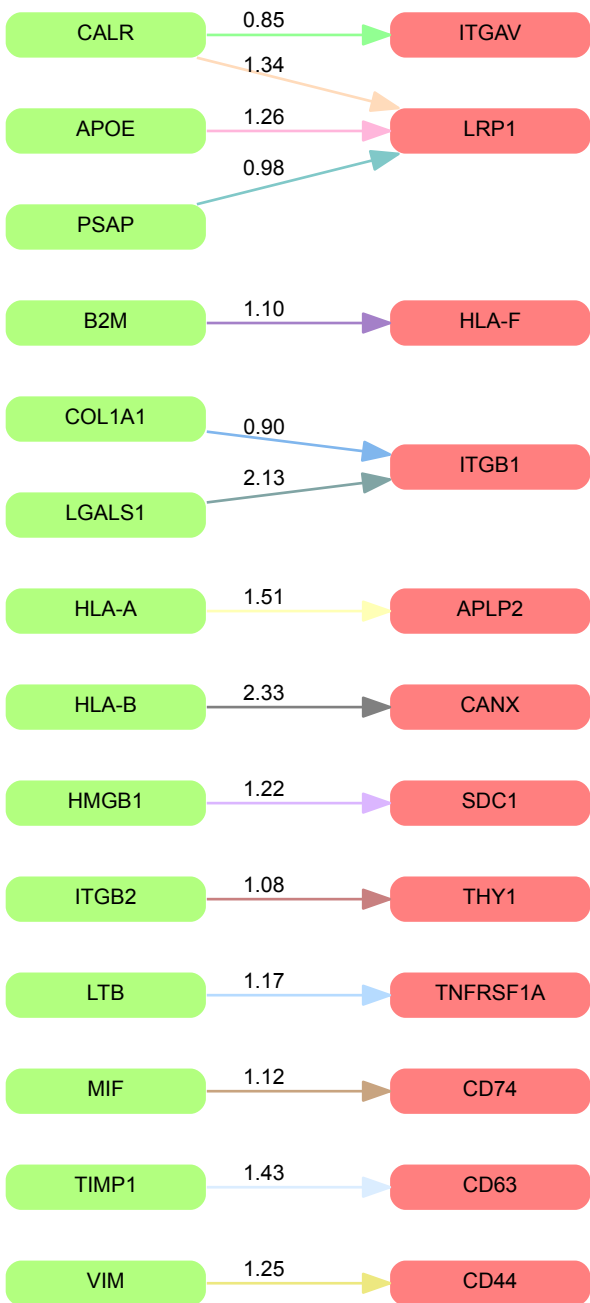 CALR 0.85 ITGAV
1.34
APOE 1.26 LRP1
0.98
PSAP
B2M 1.10 HLA-F
COL1A1 0.90
ITGB1
LGALS1 2.13
HLA-A 1.51 APLP2
HLA-B 2.33 CANX
HMGB1 1.22 SDC1
ITGB2 1.08 THY1
LTB 1.17 TNFRSF1A
MIF 1.12 CD74
TIMP1 1.43 CD63
VIM 1.25 CD44